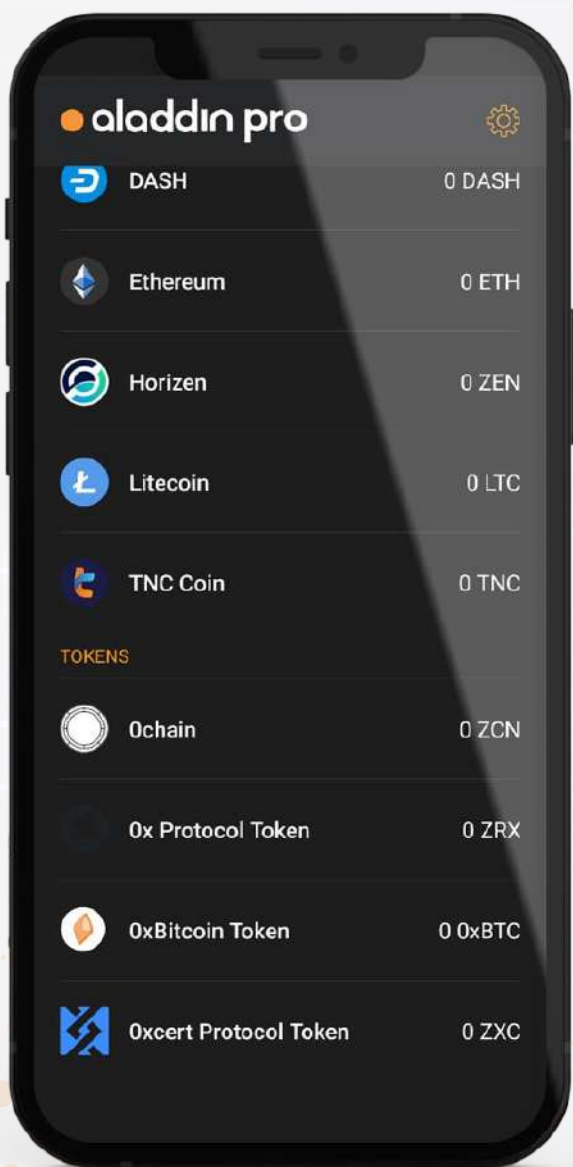 aladdin pro
DASH 0 DASH
Ethereum 0 ETH
Horizen 0 ZEN
Litecoin 0 LTC
TNC Coin 0 TNC
TOKENS
0chain 0 ZCN
0x Protocol Token 0 ZRX
0xBitcoin Token 0 0xBTC
0xcert Protocol Token 0 ZXC